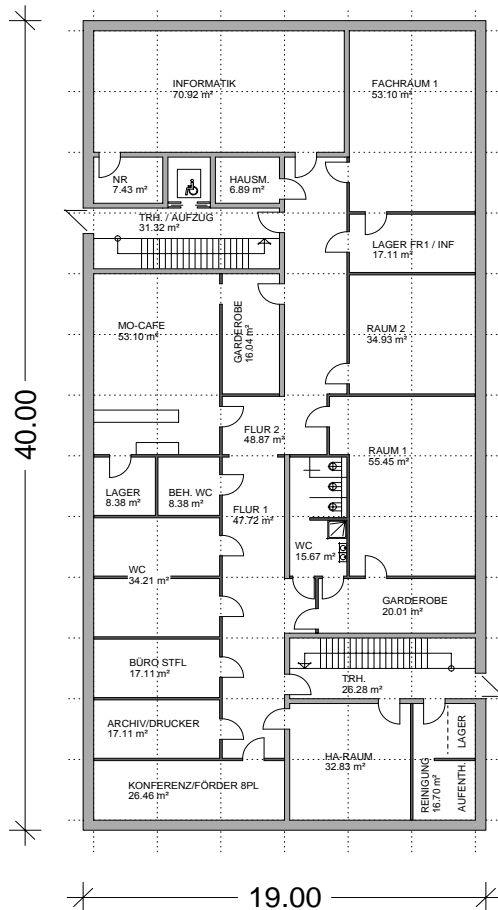 INFORMATIK
70.92 m²
FACHRAUM 1
53.10 m²
NR
7.43 m²
HAUSM.
6.89 m²
TRH. / AUFZUG
31.32 m²
LAGER FR1 / INF
17.11 m²
MO-CAFE
53.10 m²
GARDEROBE
16.04 m²
RAUM 2
34.93 m²
40.00
FLUR 2
48.87 m²
RAUM 1
55.45 m²
LAGER
8.38 m²
BEH. WC
8.38 m²
FLUR 1
47.72 m²
WC
15.67 m²
WC
34.21 m²
GARDEROBE
20.01 m²
BÜRO STFL
17.11 m²
TRH.
26.28 m²
ARCHIV/DRUCKER
17.11 m²
HA-RAUM
32.83 m²
LAGER
REINIGUNG
16.70 m²
AUFENTH.
KONFERENZ/FÖRDER 8PL
26.46 m²
19.00